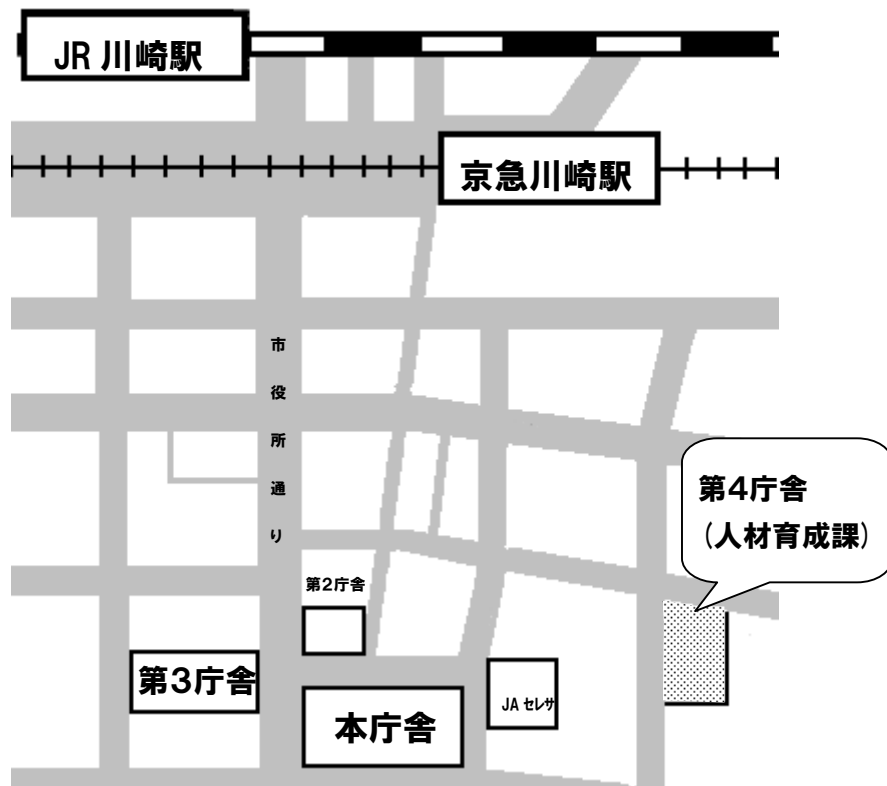 JR 川崎駅
京急川崎駅
市役所通り
第4庁舎
(人材育成課)
第2庁舎
第3庁舎
本庁舎
JA セレサ